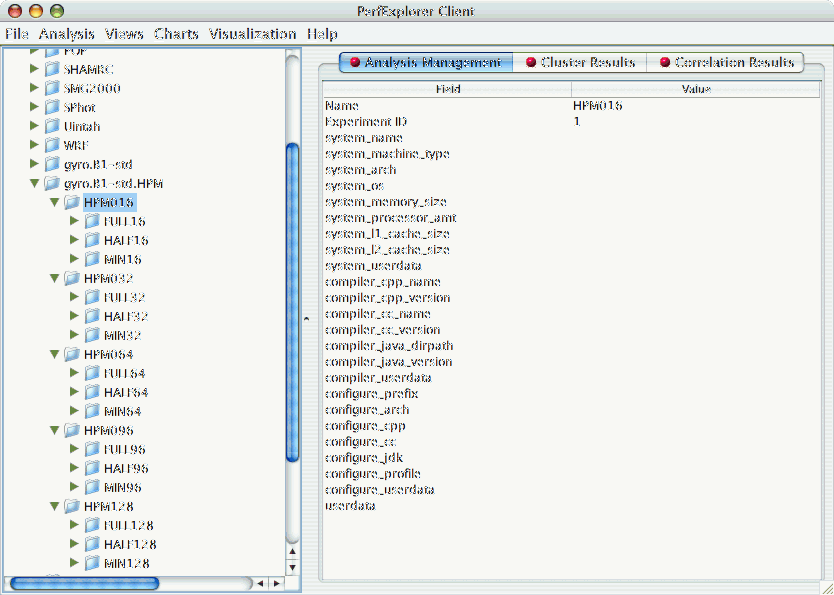 PerfExplorer Client
File Analysis Views Charts Visualization Help
POP
SHAMRC
SMG2000
SPhot
Uintah
WRF
gyro.B1-std
gyro.B1-std.HPM
HPM016
FULL16
HALF16
MIN16
HPM032
FULL32
HALF32
MIN32
HPM064
FULL64
HALF64
MIN64
HPM096
FULL96
HALF96
MIN96
HPM128
FULL128
HALF128
MIN128
Analysis Management Cluster Results Correlation Results
Field Value
Name HPM016
Experiment ID 1
system_name
system_machine_type
system_arch
system_os
system_memory_size
system_processor_amt
system_l1_cache_size
system_l2_cache_size
system_userdata
compiler_cpp_name
compiler_cpp_version
compiler_cc_name
compiler_cc_version
compiler_java_dirpath
compiler_java_version
compiler_userdata
configure_prefix
configure_arch
configure_cpp
configure_cc
configure_jdk
configure_profile
configure_userdata
userdata